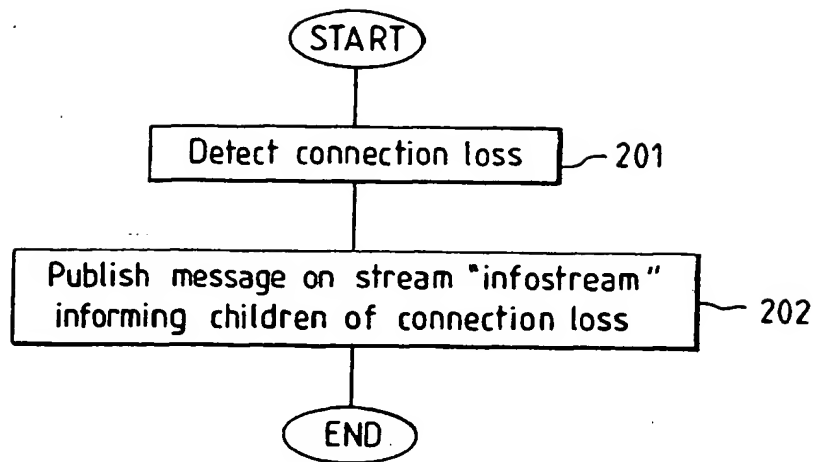 START
Detect connection loss
201
Publish message on stream "infostream"
informing children of connection loss
202
END